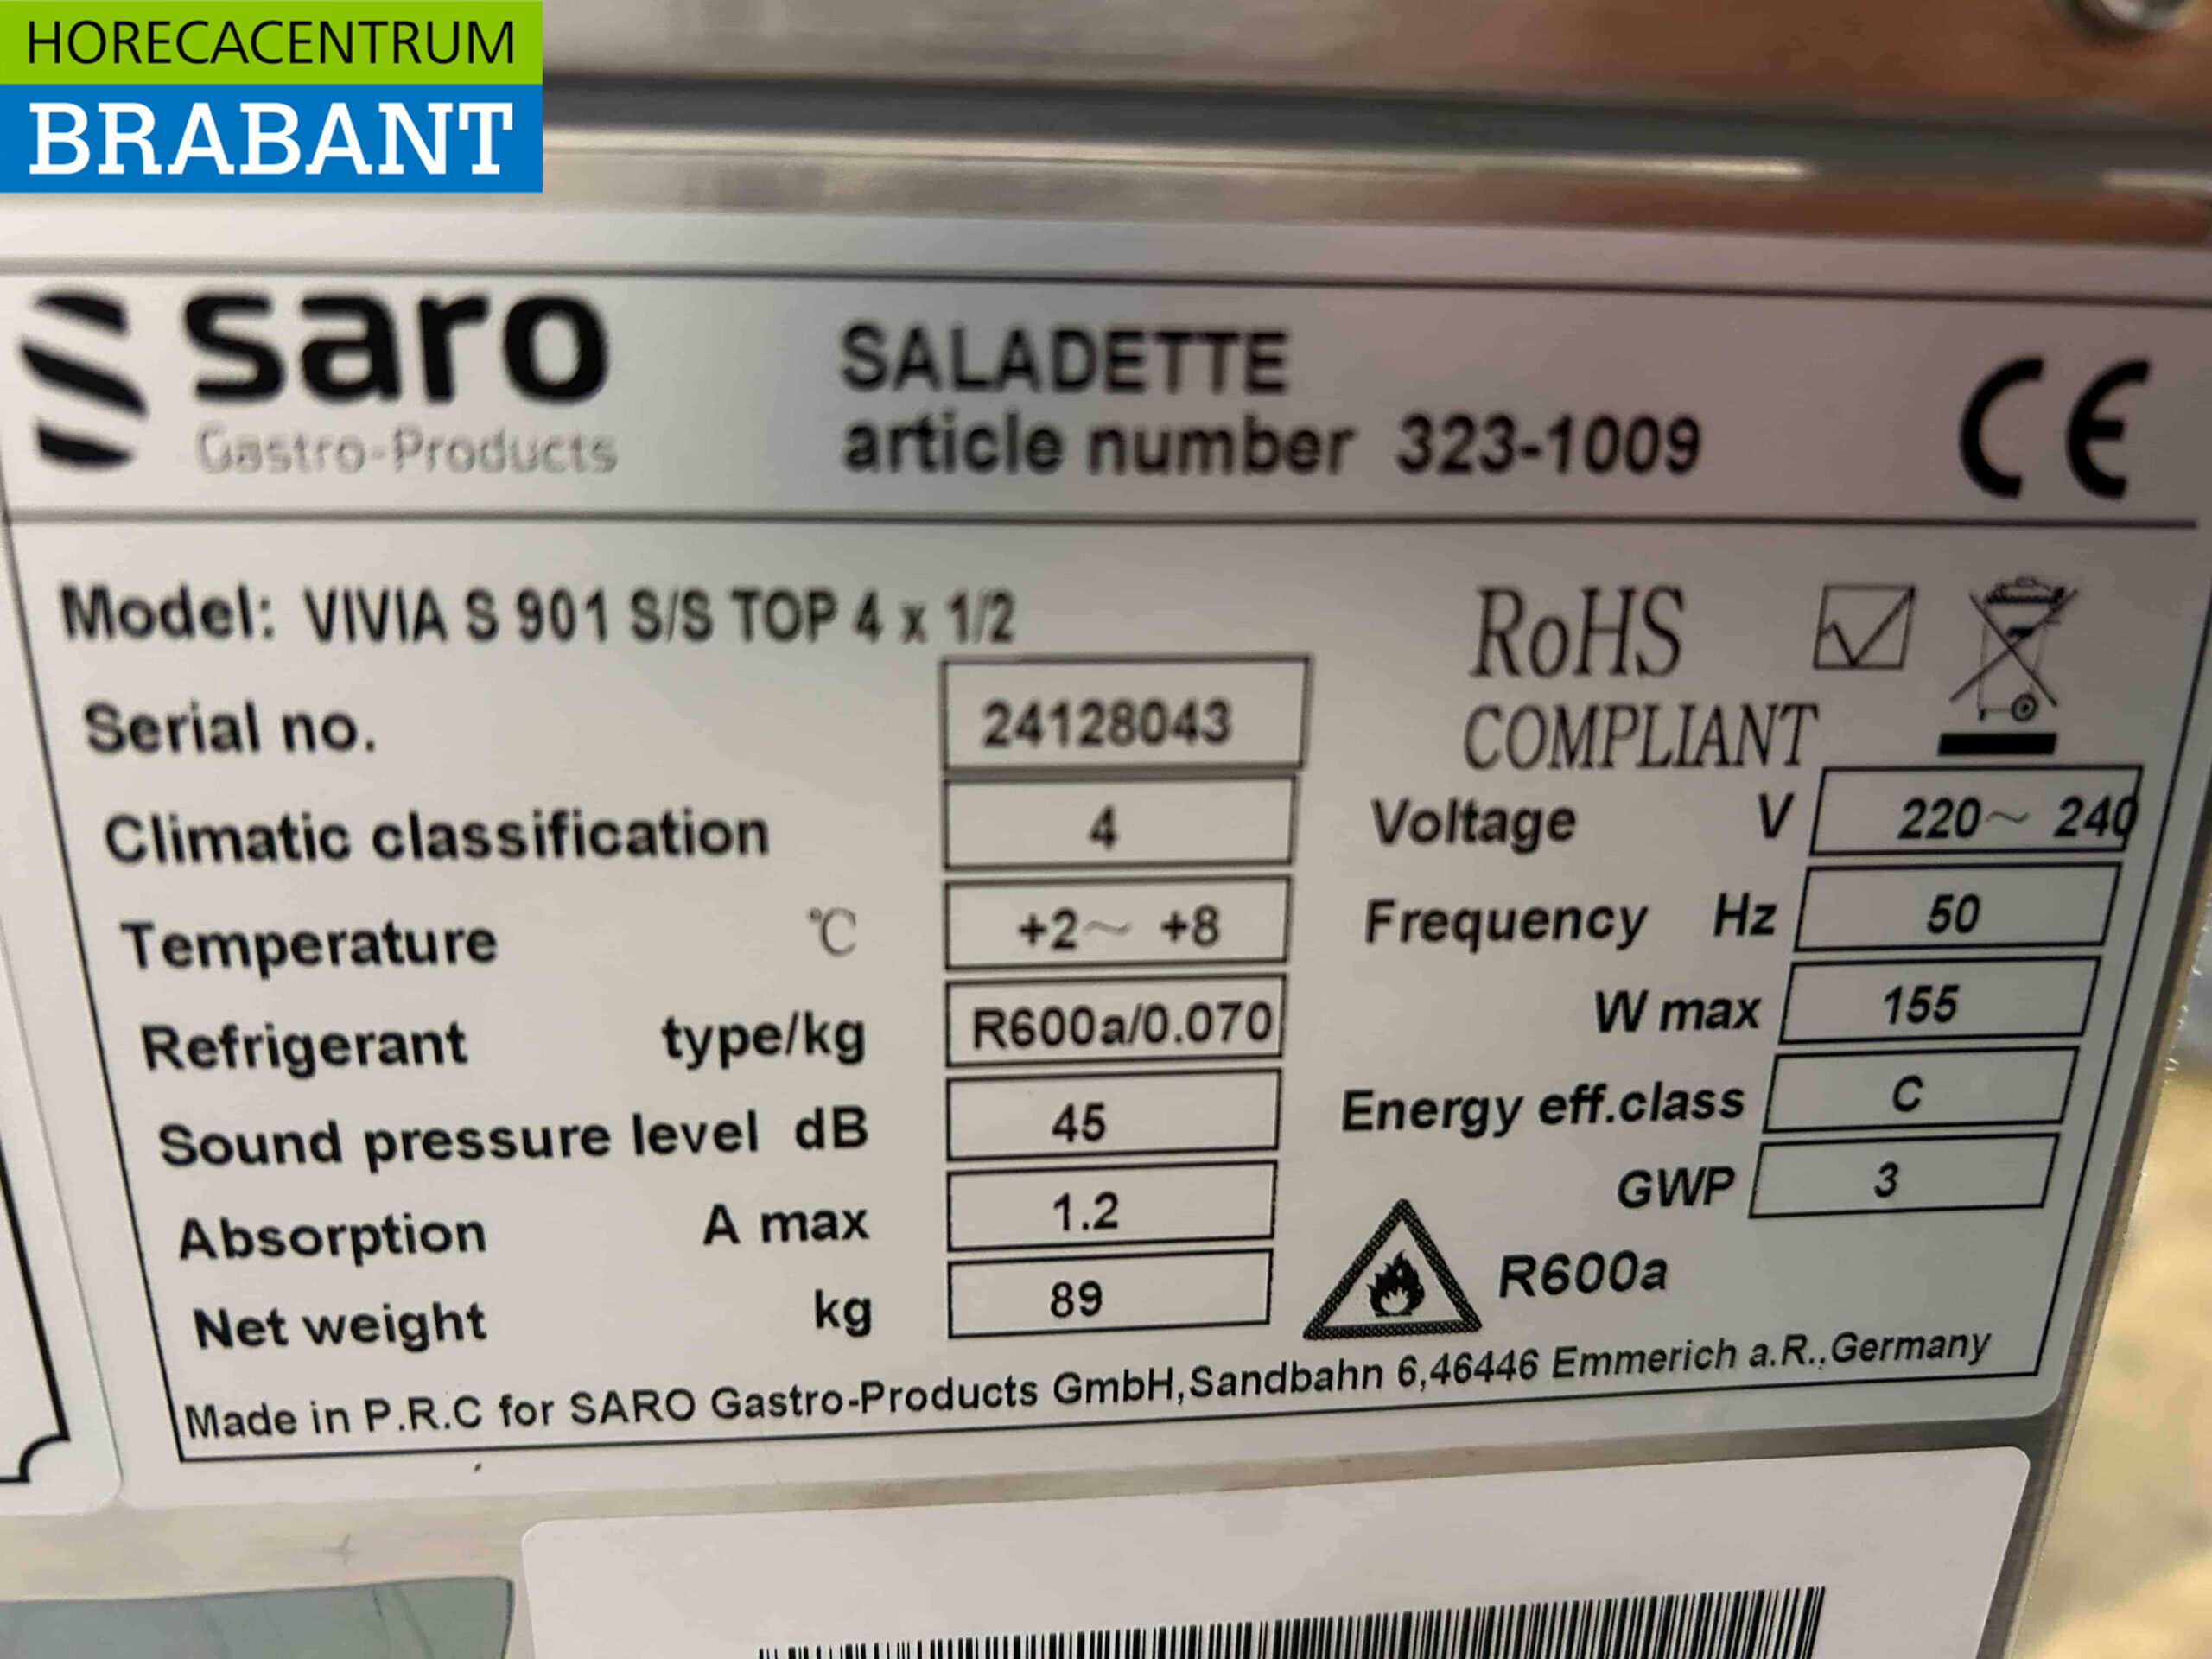 HORECACENTRUM
BRABANT
saro
Gastro-Products
SALADETTE
article number 323-1009
CE
Model: VIVIA S 901 S/S TOP 4 x 1/2
RoHS
COMPLIANT
Serial no. 24128043
Climatic classification 4
Temperature °C +2~ +8
Refrigerant type/kg R600a/0.070
Sound pressure level dB 45
Absorption A max 1.2
Net weight kg 89
Voltage V 220~ 240
Frequency Hz 50
W max 155
Energy eff.class C
GWP 3
R600a
Made in P.R.C for SARO Gastro-Products GmbH,Sandbahn 6,46446 Emmerich a.R.,Germany